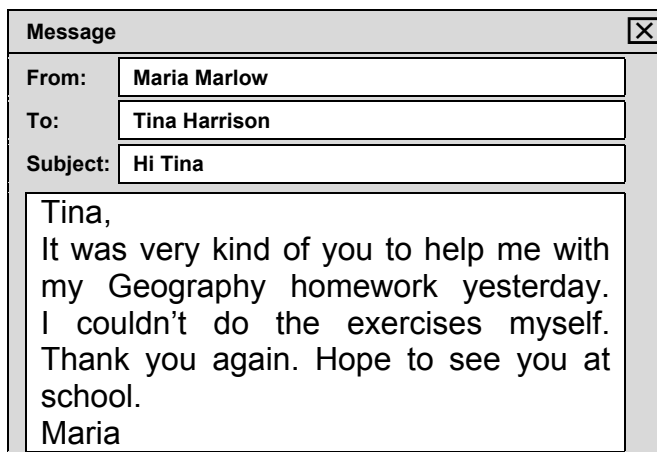 Message
From: Maria Marlow
To: Tina Harrison
Subject: Hi Tina
Tina,
It was very kind of you to help me with
my Geography homework yesterday.
I couldn’t do the exercises myself.
Thank you again. Hope to see you at
school.
Maria